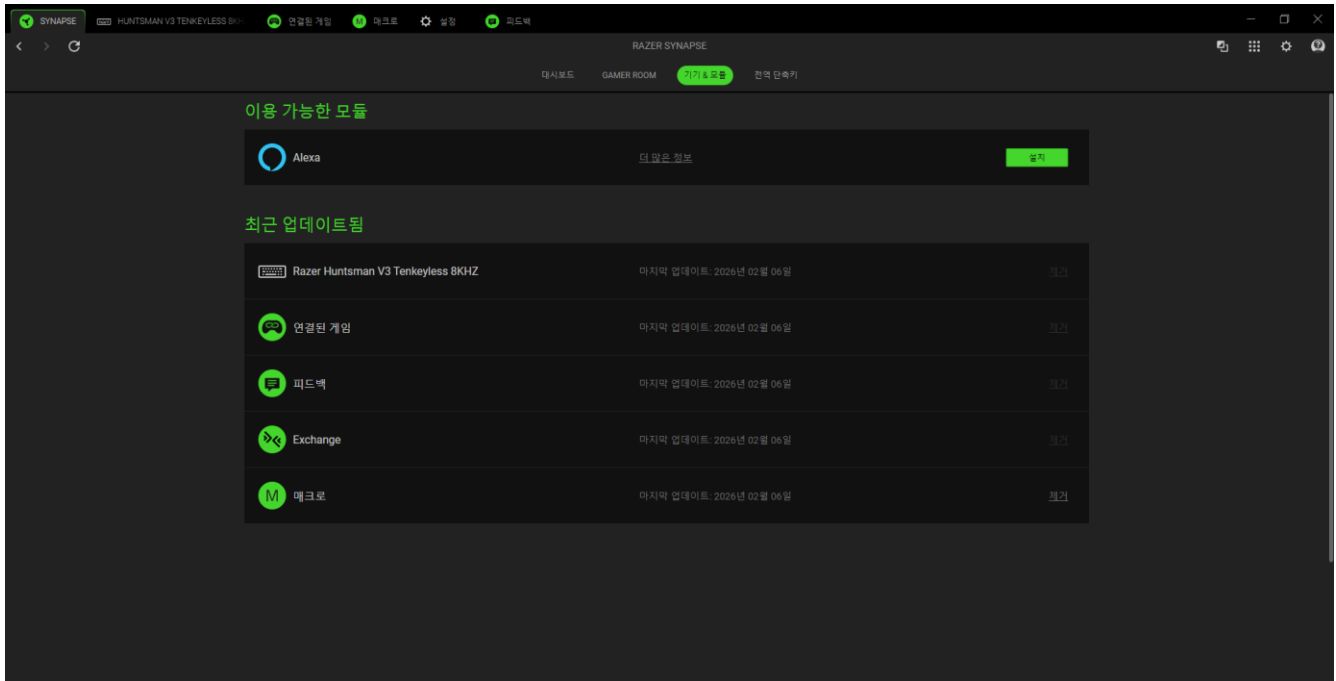 SYNAPSE HUNTSMAN V3 TENKEYLESS 8KH 연결된 게임 M 매크로 설정 피드백
RAZER SYNAPSE
대시보드 GAMER ROOM 기기 & 모듈 전역 단축키
이용 가능한 모듈
Alexa 더 많은 정보 설치
최근 업데이트됨
Razer Huntsman V3 Tenkeyless 8KHZ 마지막 업데이트: 2026년 02월 06일 제거
연결된 게임 마지막 업데이트: 2026년 02월 06일 제거
피드백 마지막 업데이트: 2026년 02월 06일 제거
Exchange 마지막 업데이트: 2026년 02월 06일 제거
M 매크로 마지막 업데이트: 2026년 02월 06일 제거